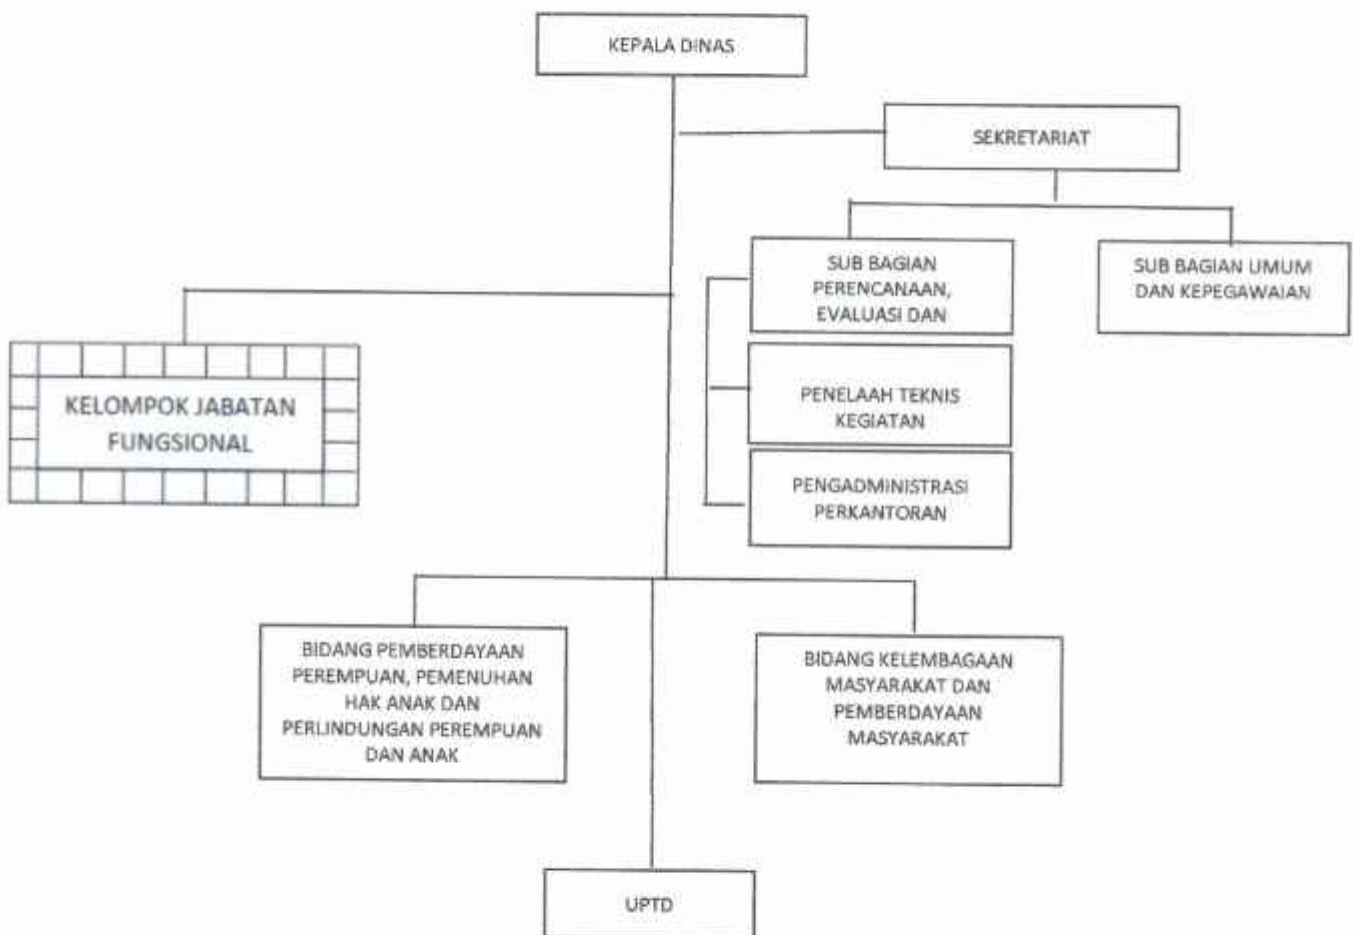 KEPALA DINAS
SEKRETARIAT
SUB BAGIAN
PERENCANAAN,
EVALUASI DAN
SUB BAGIAN UMUM
DAN KEPEGAWAIAN
KELOMPOK JABATAN
FUNGSIONAL
PENELAAH TEKNIS
KEGIATAN
PENGADMINISTRASI
PERKANTORAN
BIDANG PEMBERDAYAAN
PEREMPUAN, PEMENUHAN
HAK ANAK DAN
PERLINDUNGAN PEREMPUAN
DAN ANAK
BIDANG KELEMBAGAAN
MASYARAKAT DAN
PEMBERDAYAAN
MASYARAKAT
UPTD